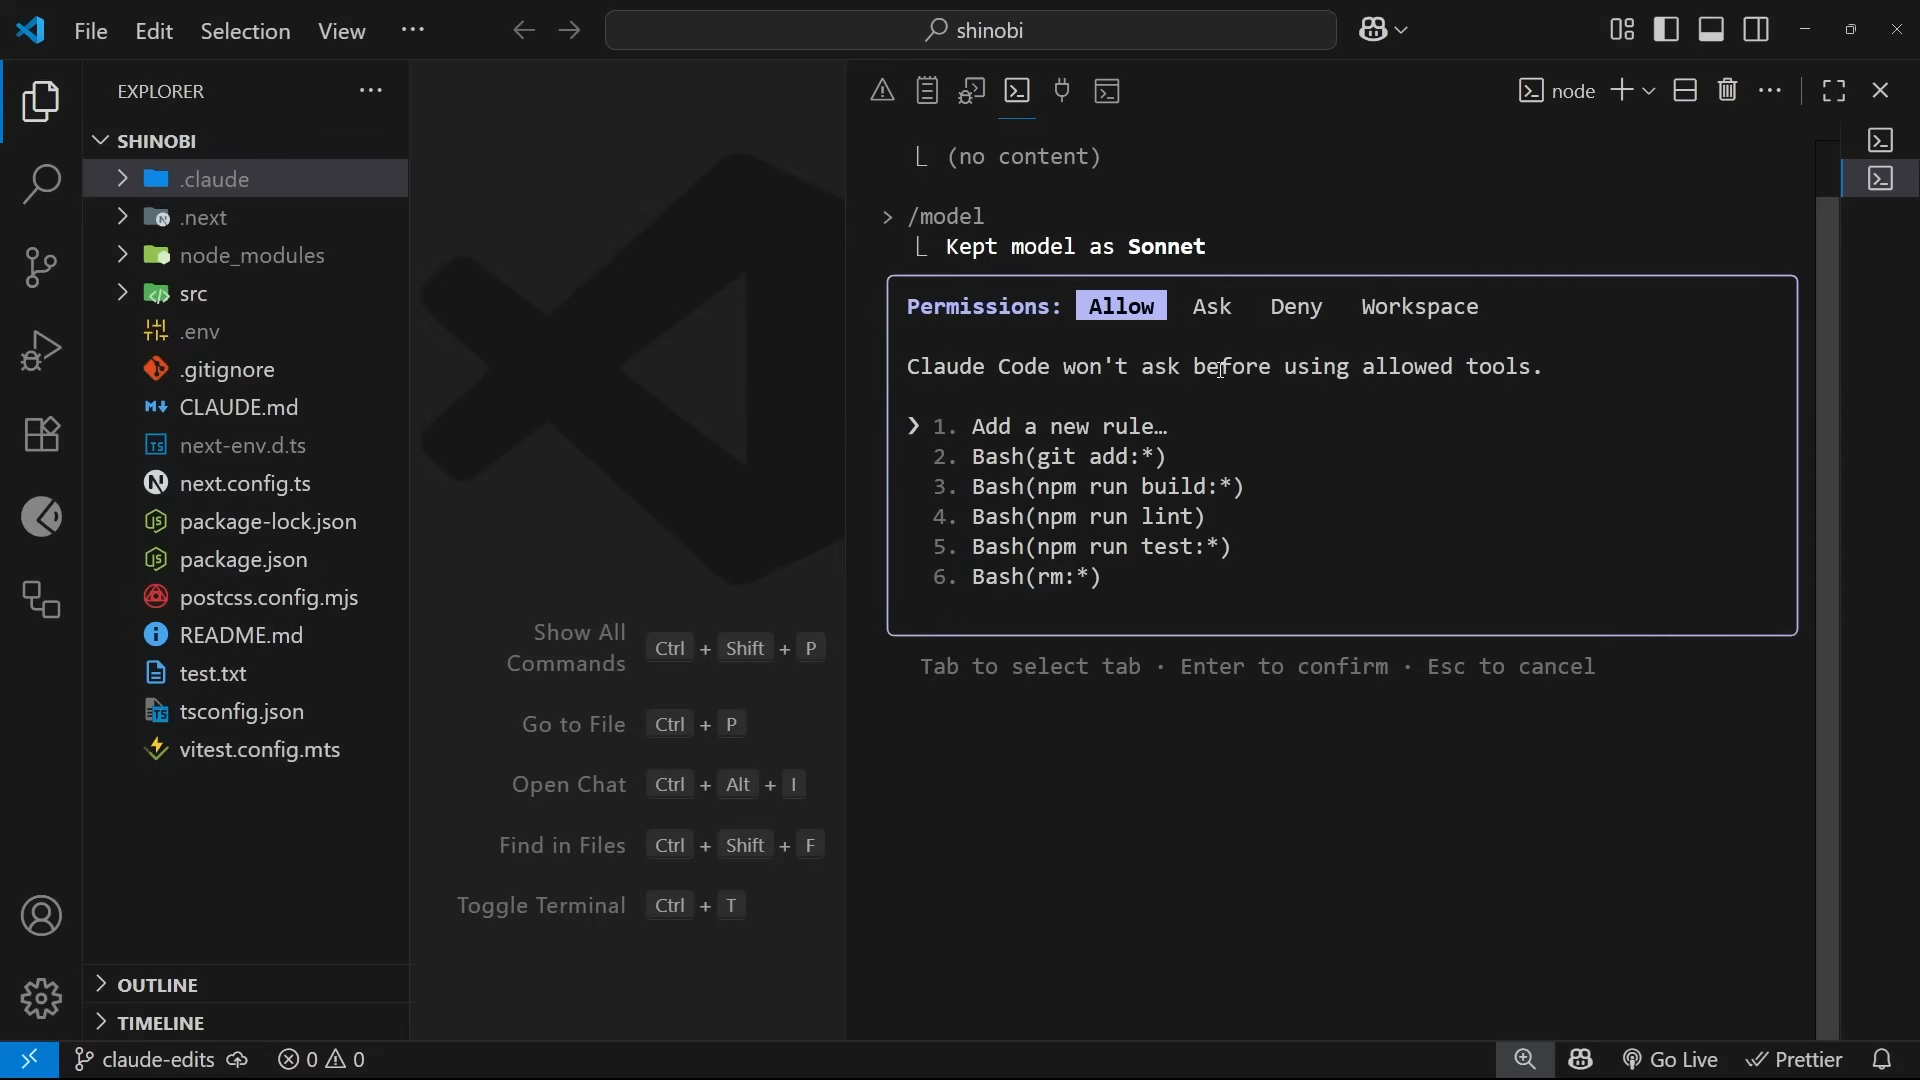 File Edit Selection View ···
shinobi
EXPLORER ···
SHINOBI
.claude
.next
node_modules
src
.env
.gitignore
CLAUDE.md
next-env.d.ts
next.config.ts
package-lock.json
package.json
postcss.config.mjs
README.md
test.txt
tsconfig.json
vitest.config.mts
OUTLINE
TIMELINE
Show All Commands Ctrl + Shift + P
Go to File Ctrl + P
Open Chat Ctrl + Alt + I
Find in Files Ctrl + Shift + F
Toggle Terminal Ctrl + T
node
⎿ (no content)
> /model
⎿ Kept model as Sonnet
Permissions: Allow Ask Deny Workspace
Claude Code won't ask before using allowed tools.
❯ 1. Add a new rule…
2. Bash(git add:*)
3. Bash(npm run build:*)
4. Bash(npm run lint)
5. Bash(npm run test:*)
6. Bash(rm:*)
Tab to select tab · Enter to confirm · Esc to cancel
claude-edits 0 0 Go Live Prettier